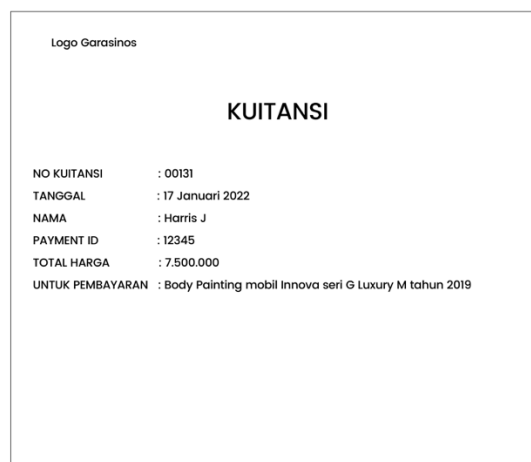 Logo Garasinos
KUITANSI
NO KUITANSI : 00131
TANGGAL : 17 Januari 2022
NAMA : Harris J
PAYMENT ID : 12345
TOTAL HARGA : 7.500.000
UNTUK PEMBAYARAN : Body Painting mobil Innova seri G Luxury M tahun 2019